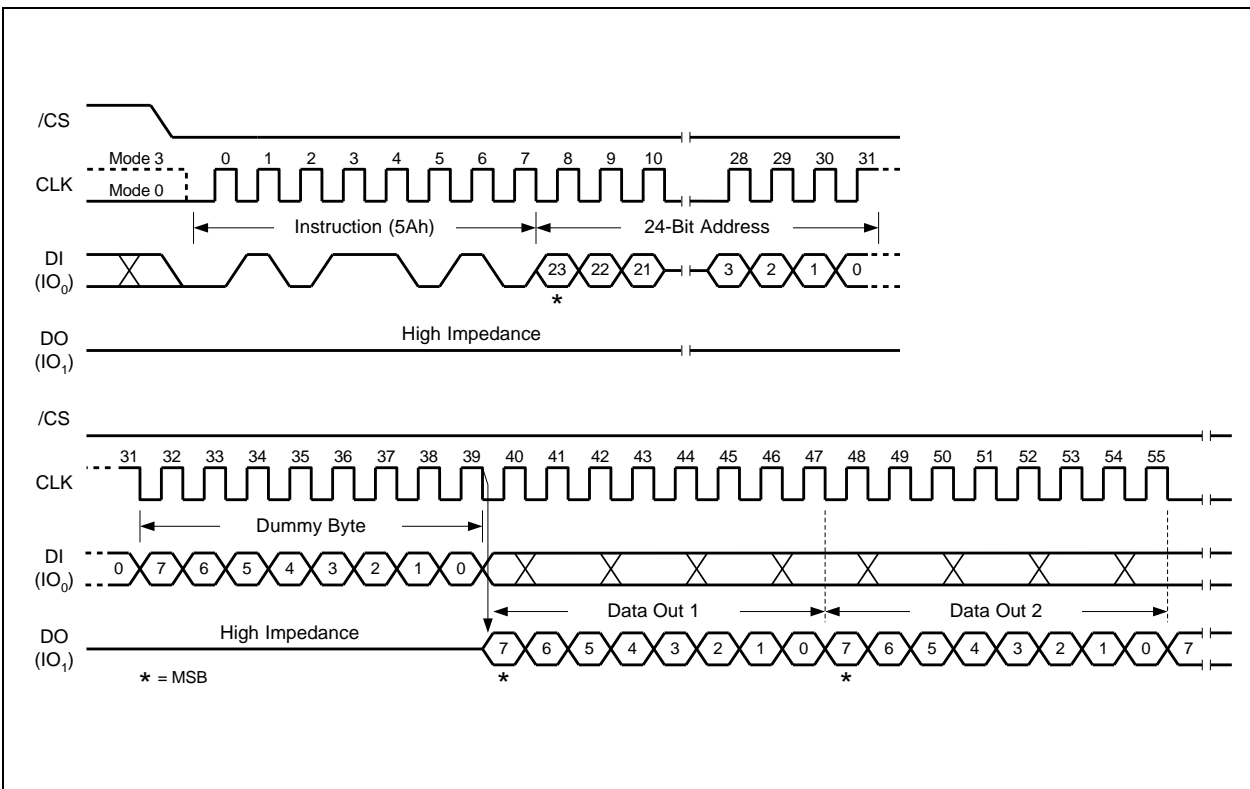 /CS
Mode 3 0 1 2 3 4 5 6 7 8 9 10 28 29 30 31
CLK
Mode 0
Instruction (5Ah) 24-Bit Address
DI
(IO0)
23 22 21 3 2 1 0
*
DO
(IO1)
High Impedance
/CS
31 32 33 34 35 36 37 38 39 40 41 42 43 44 45 46 47 48 49 50 51 52 53 54 55
CLK
Dummy Byte
DI
(IO0)
0 7 6 5 4 3 2 1 0
Data Out 1 Data Out 2
DO
(IO1)
High Impedance
7 6 5 4 3 2 1 0 7 6 5 4 3 2 1 0 7
* = MSB * *